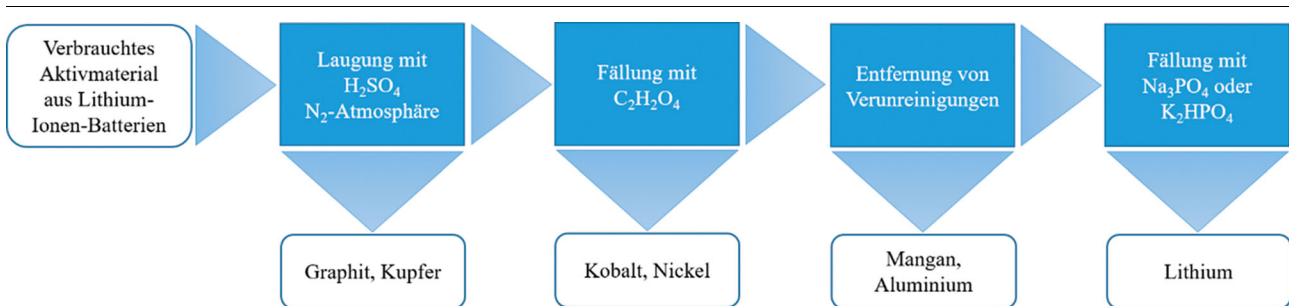 Verbrauchtes
Aktivmaterial
aus Lithium-
Ionen-Batterien
Laugung mit
H₂SO₄
N₂-Atmosphäre
Fällung mit
C₂H₂O₄
Entfernung von
Verunreinigungen
Fällung mit
Na₃PO₄ oder
K₂HPO₄
Graphit, Kupfer
Kobalt, Nickel
Mangan,
Aluminium
Lithium